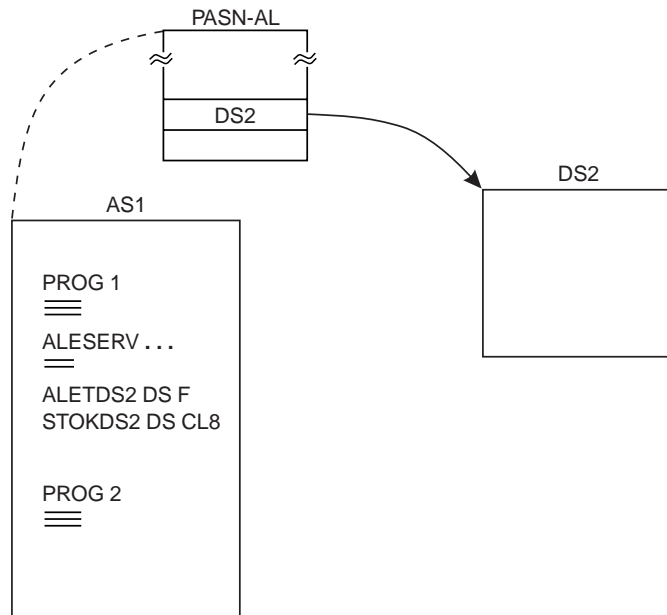 PASN-AL
DS2
DS2
AS1
PROG 1
ALESERV . . .
ALETDS2 DS F
STOKDS2 DS CL8
PROG 2